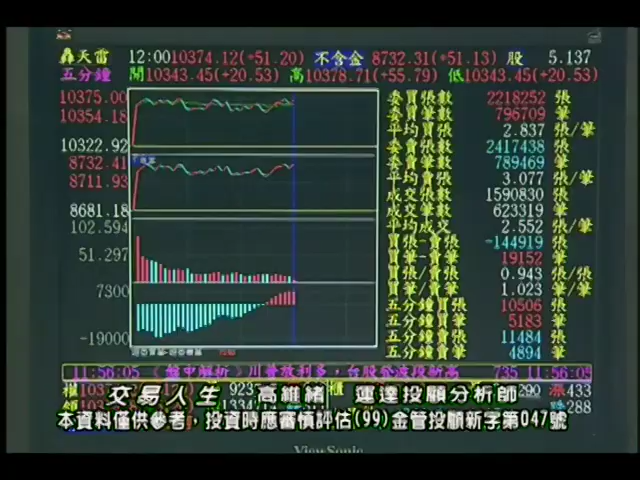 天雷 12:00 10374.12(+51.20) 不含金 8732.31(+51.13) 股 5.137
五分鐘 開10343.45(+20.53) 高10378.71(+55.79) 低10343.45(+20.53)
10375.00
10354.18
10322.92
8732.41
8711.93
8681.18
102.594
51.297
7300
-19000
委買張數 2218252 張
委買筆數 796709 筆
平均買張 2.837 張/筆
委賣張數 2417438 張
委賣筆數 789469 筆
平均賣張 3.077 張/筆
成交張數 1590830 張
成交筆數 623319 筆
平均成交 2.552 張/筆
買張-賣張 -144919 張
買筆-賣筆 19152 筆
買張/賣張 0.943 張/張
買筆/賣筆 1.023 筆/筆
五分鐘買張 10506 張
五分鐘買筆 5183 筆
五分鐘賣張 11484 張
五分鐘賣筆 4894 筆
11:56:05 735 11:56:05
交易人生 高維緒 運達投顧分析師
本資料僅供參考，投資時應審慎評估(99)金管投顧新字第047號
ViewSonic